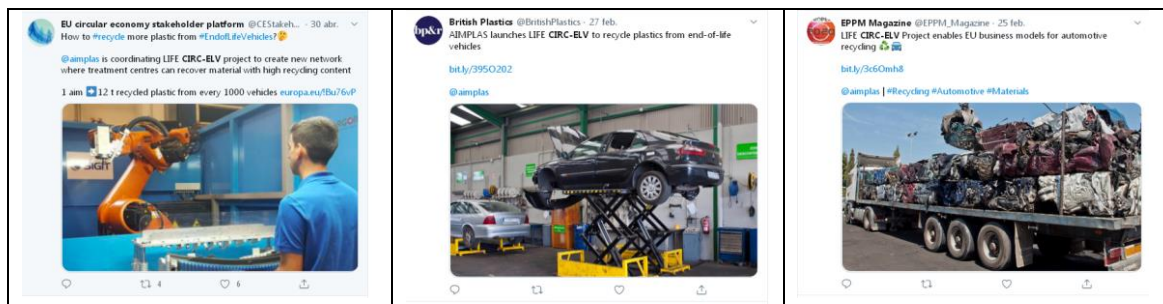 EU circular economy stakeholder platform @CEStakeh... · 30 abr.
How to #recycle more plastic from #EndofLifeVehicles?🤔
@aimplas is coordinating LIFE CIRC-ELV project to create new network
where treatment centres can recover material with high recycling content
1 aim ➡12 t recycled plastic from every 1000 vehicles europa.eu/!Bu76vP
SIGIT
4
6
bp&r
British Plastics @BritishPlastics · 27 feb.
AIMPLAS launches LIFE CIRC-ELV to recycle plastics from end-of-life
vehicles
bit.ly/395O202
@aimplas
EPPM Magazine @EPPM_Magazine · 25 feb.
LIFE CIRC-ELV Project enables EU business models for automotive
recycling ♻🚘
bit.ly/3c6Omh8
@aimplas | #Recycling #Automotive #Materials